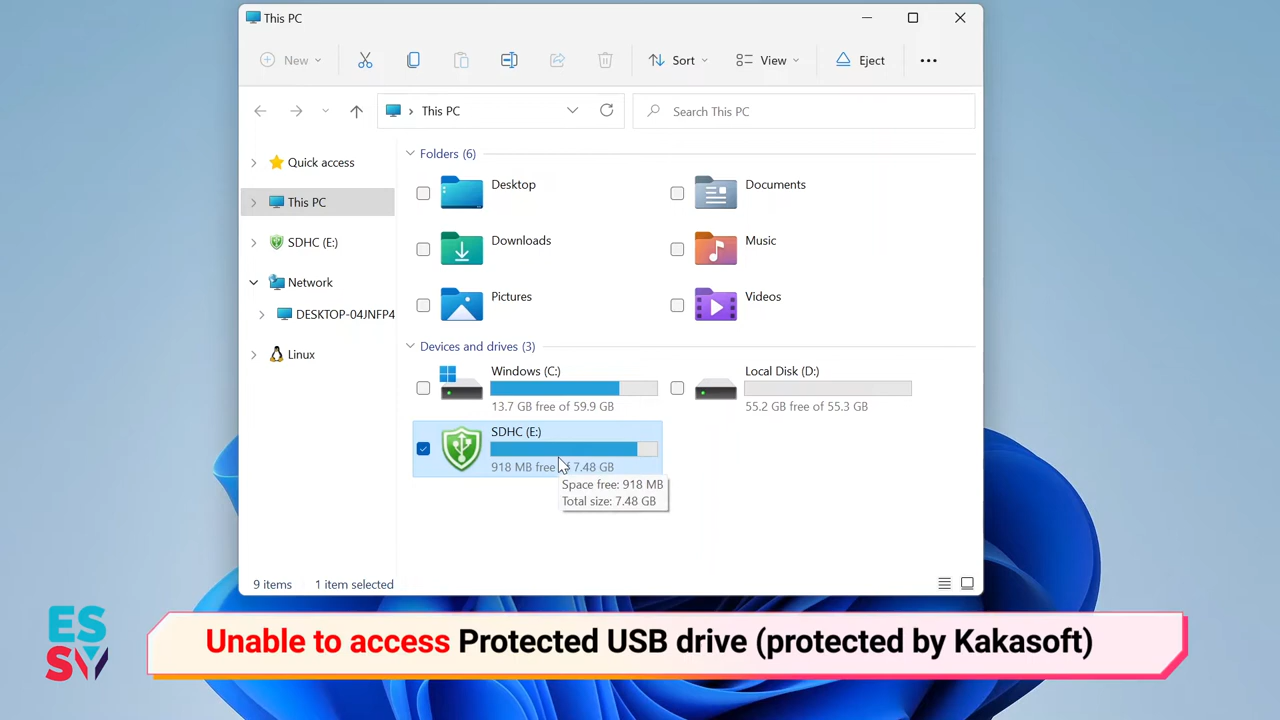 This PC
New
Sort
View
Eject
This PC
Search This PC
Quick access
This PC
SDHC (E:)
Network
DESKTOP-04JNFP4
Linux
Folders (6)
Desktop
Documents
Downloads
Music
Pictures
Videos
Devices and drives (3)
Windows (C:)
13.7 GB free of 59.9 GB
Local Disk (D:)
55.2 GB free of 55.3 GB
SDHC (E:)
918 MB free of 7.48 GB
Space free: 918 MB
Total size: 7.48 GB
9 items
1 item selected
ES
S
Unable to access Protected USB drive (protected by Kakasoft)